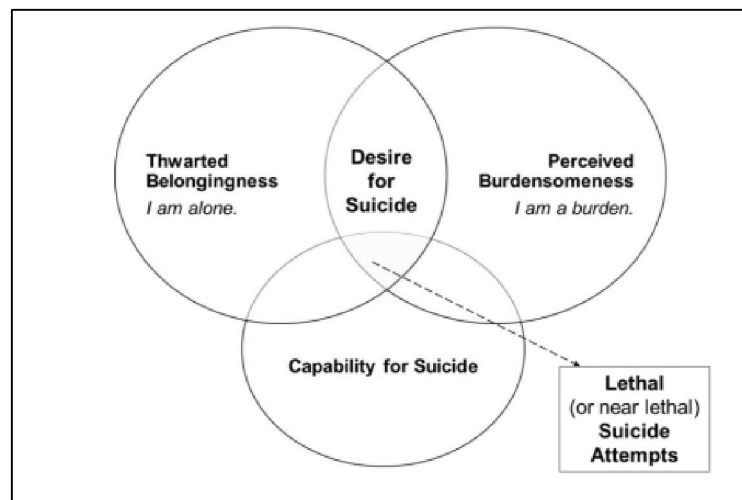 Thwarted
Belongingness
I am alone.
Desire
for
Suicide
Perceived
Burdensomeness
I am a burden.
Capability for Suicide
Lethal
(or near lethal)
Suicide
Attempts